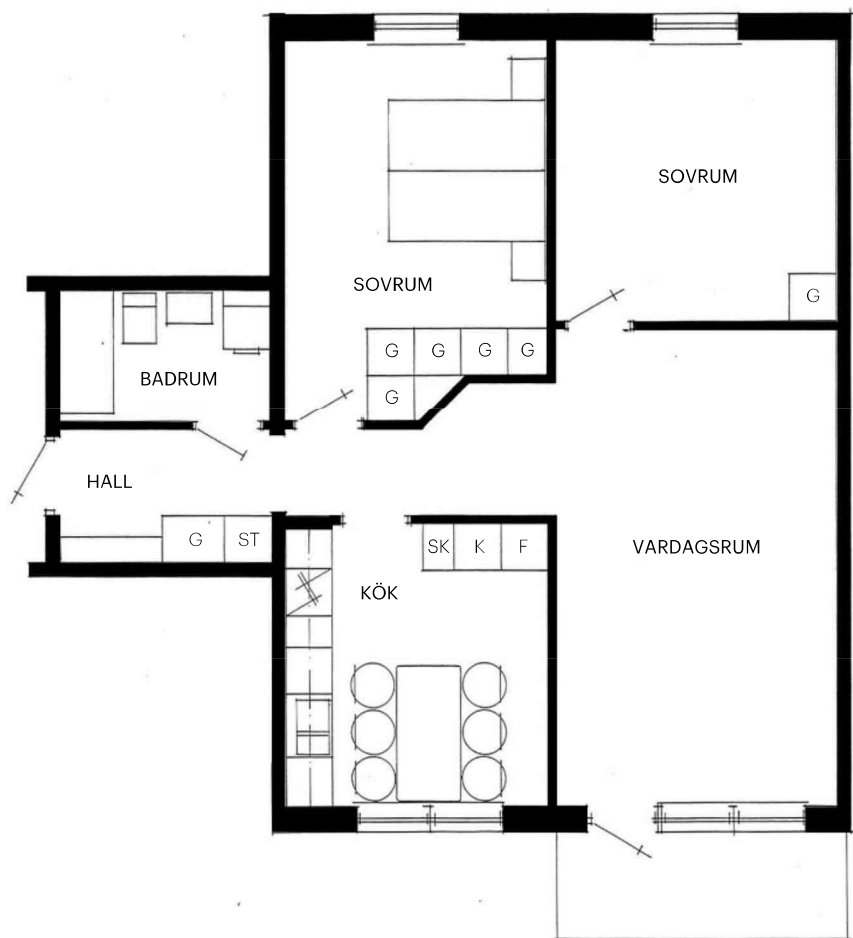 SOVRUM
SOVRUM
G
G G G G
G
BADRUM
HALL
G ST
SK K F
VARDAGSRUM
KÖK